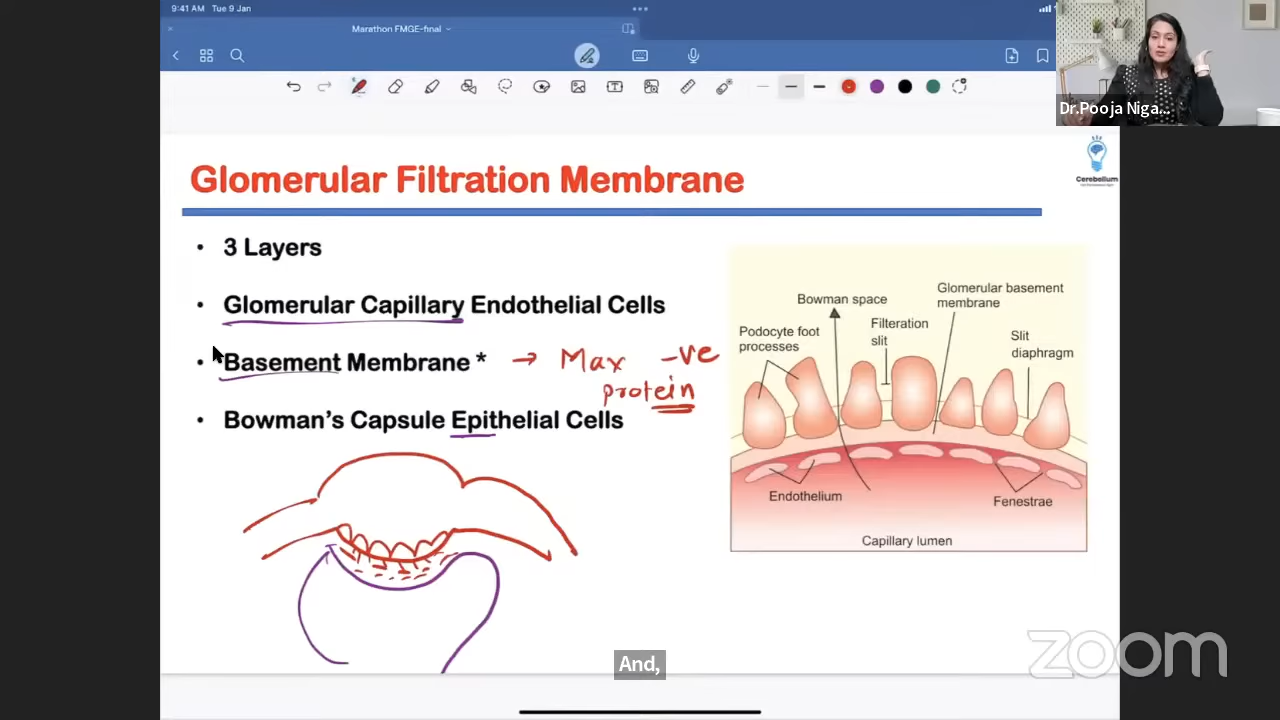 9:41 AM Tue 9 Jan
Marathon FMGE-final
Dr.Pooja Niga...
Cerebellum
Glomerular Filtration Membrane
• 3 Layers
• Glomerular Capillary Endothelial Cells
• Basement Membrane * → Max -ve
protein
• Bowman's Capsule Epithelial Cells
Bowman space
Glomerular basement
membrane
Podocyte foot
processes
Filteration
slit
Slit
diaphragm
Endothelium
Fenestrae
Capillary lumen
And,
zoom